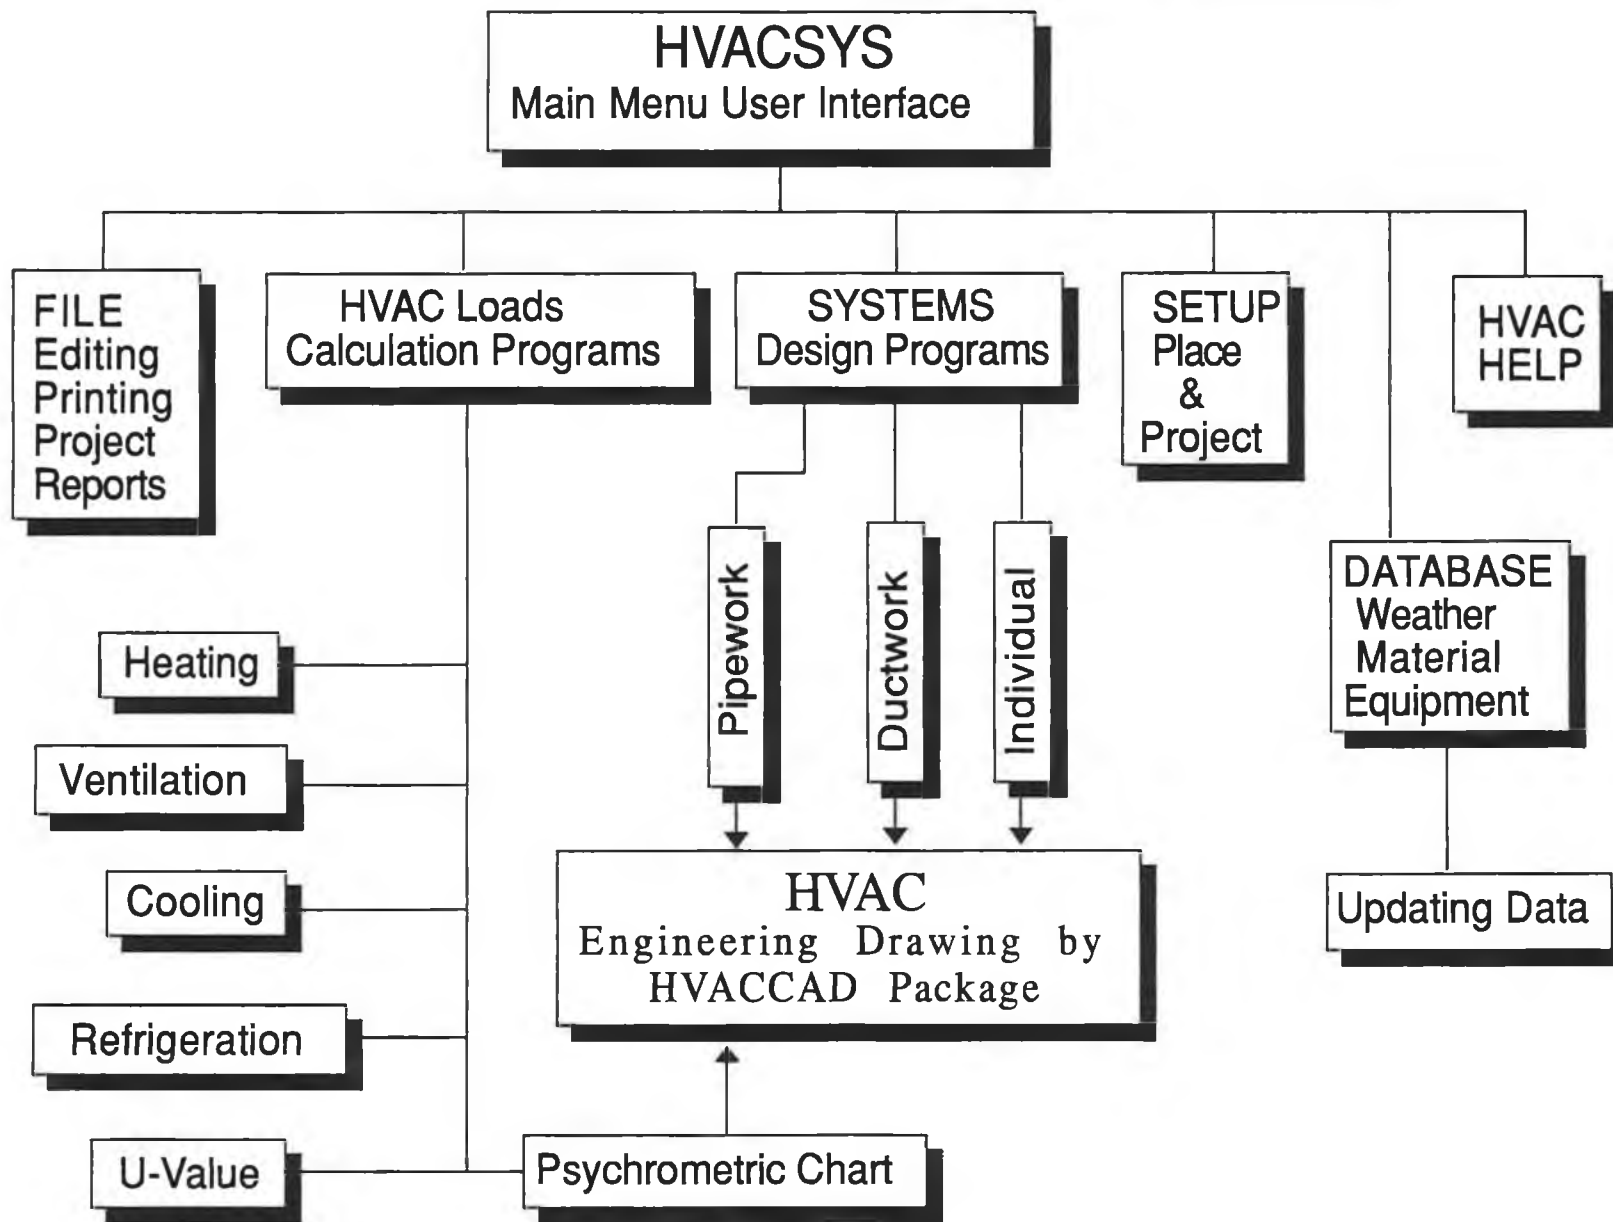 HVACSYS
Main Menu User Interface
FILE
Editing
Printing
Project
Reports
HVAC Loads
Calculation Programs
SYSTEMS
Design Programs
SETUP
Place
&
Project
HVAC
HELP
Pipework
Ductwork
Individual
DATABASE
Weather
Material
Equipment
Heating
Ventilation
Cooling
Refrigeration
U-Value
HVAC
Engineering Drawing by
HVACCAD Package
Updating Data
Psychrometric Chart